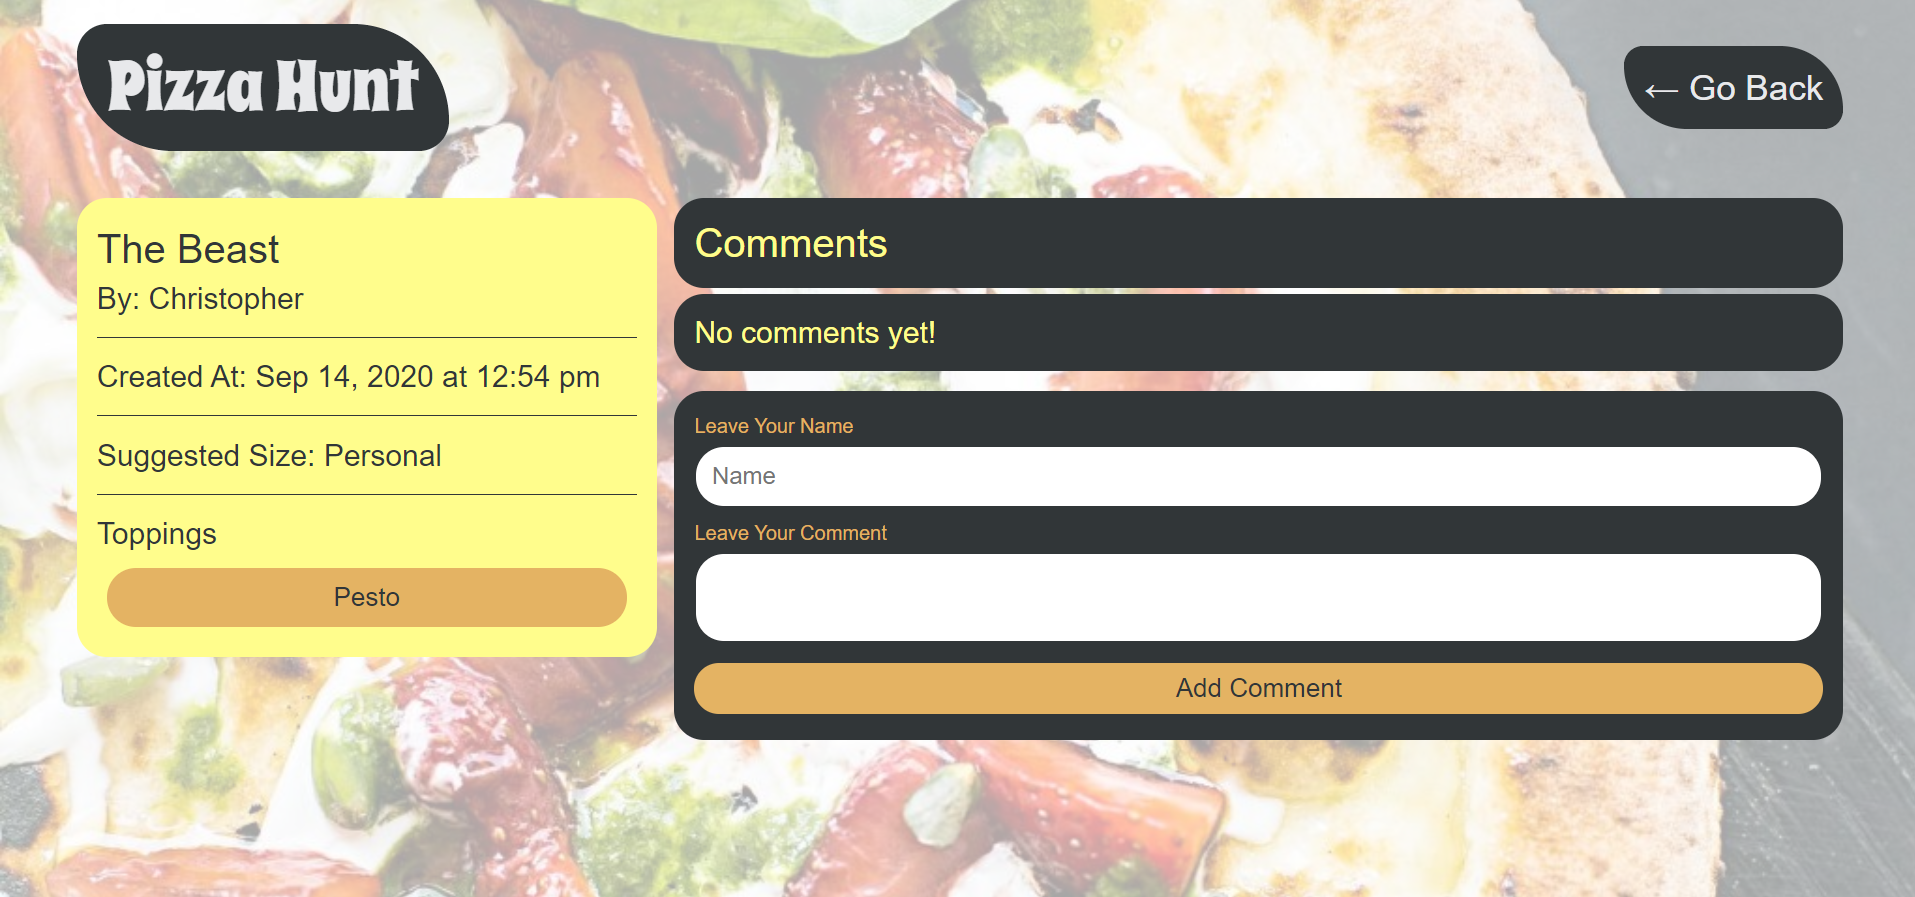 Pizza Hunt
← Go Back
The Beast
By: Christopher
Created At: Sep 14, 2020 at 12:54 pm
Suggested Size: Personal
Toppings
Pesto
Comments
No comments yet!
Leave Your Name
Name
Leave Your Comment
Add Comment